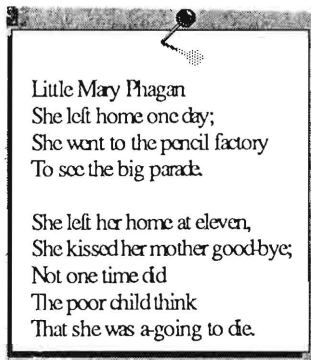 Little Mary Phagan
She left home one day;
She went to the pencil factory
To see the big parade.

She left her home at eleven,
She kissed her mother good-bye;
Not one time did
The poor child think
That she was a-going to die.